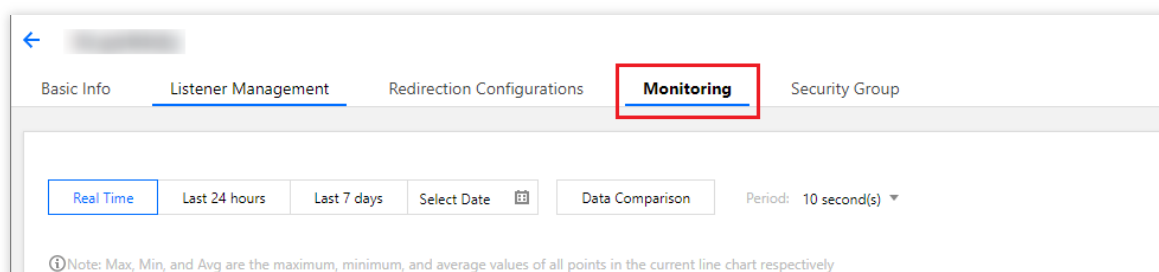 Basic Info Listener Management Redirection Configurations Monitoring Security Group
Real Time Last 24 hours Last 7 days Select Date Data Comparison Period: 10 second(s)
Note: Max, Min, and Avg are the maximum, minimum, and average values of all points in the current line chart respectively